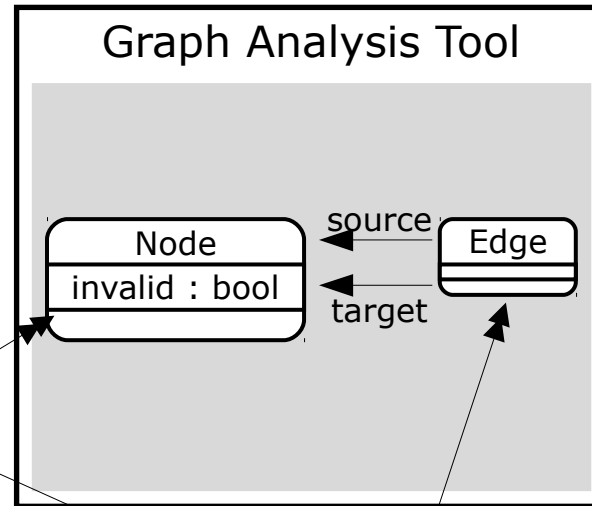 Graph Analysis Tool
Node
invalid : bool
source
target
Edge